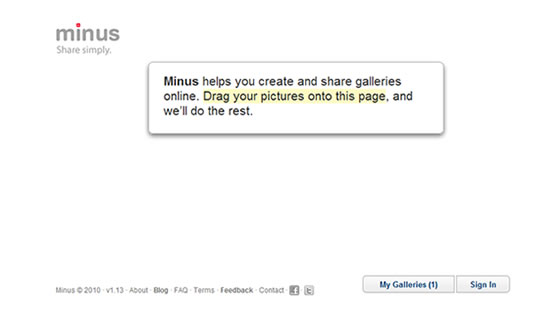 minus
Share simply.
Minus helps you create and share galleries
online. Drag your pictures onto this page, and
we'll do the rest.
Minus © 2010 · v1.13 · About · Blog · FAQ · Terms · Feedback · Contact ·
My Galleries (1)
Sign In